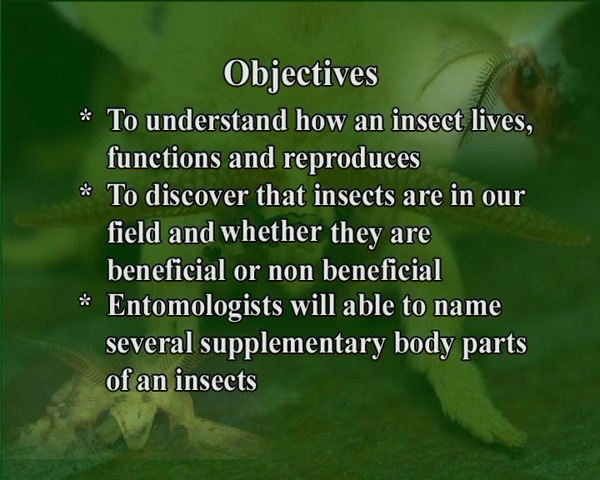 Objectives
* To understand how an insect lives,
functions and reproduces
* To discover that insects are in our
field and whether they are
beneficial or non beneficial
* Entomologists will able to name
several supplementary body parts
of an insects